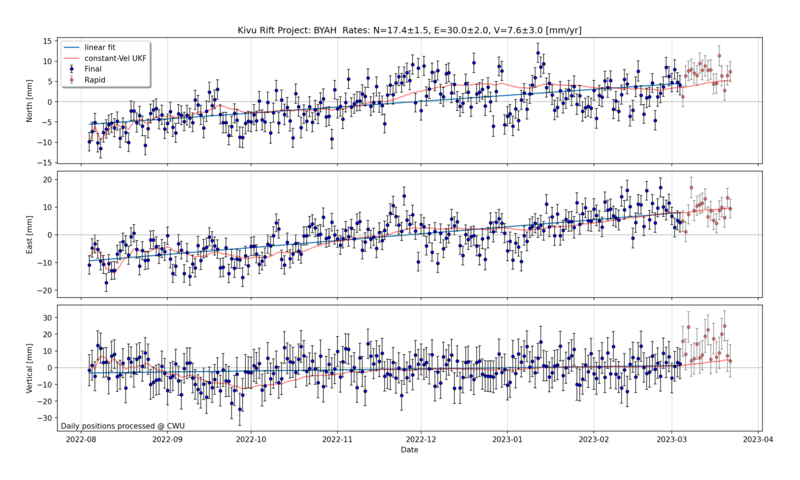 Kivu Rift Project: BYAH  Rates: N=17.4±1.5, E=30.0±2.0, V=7.6±3.0 [mm/yr]
linear fit
constant-Vel UKF
Final
Rapid
North [mm]
15
10
5
0
−5
−10
−15
East [mm]
20
10
0
−10
−20
Vertical [mm]
30
20
10
0
−10
−20
−30
Daily positions processed @ CWU
2022-08 2022-09 2022-10 2022-11 2022-12 2023-01 2023-02 2023-03 2023-04
Date